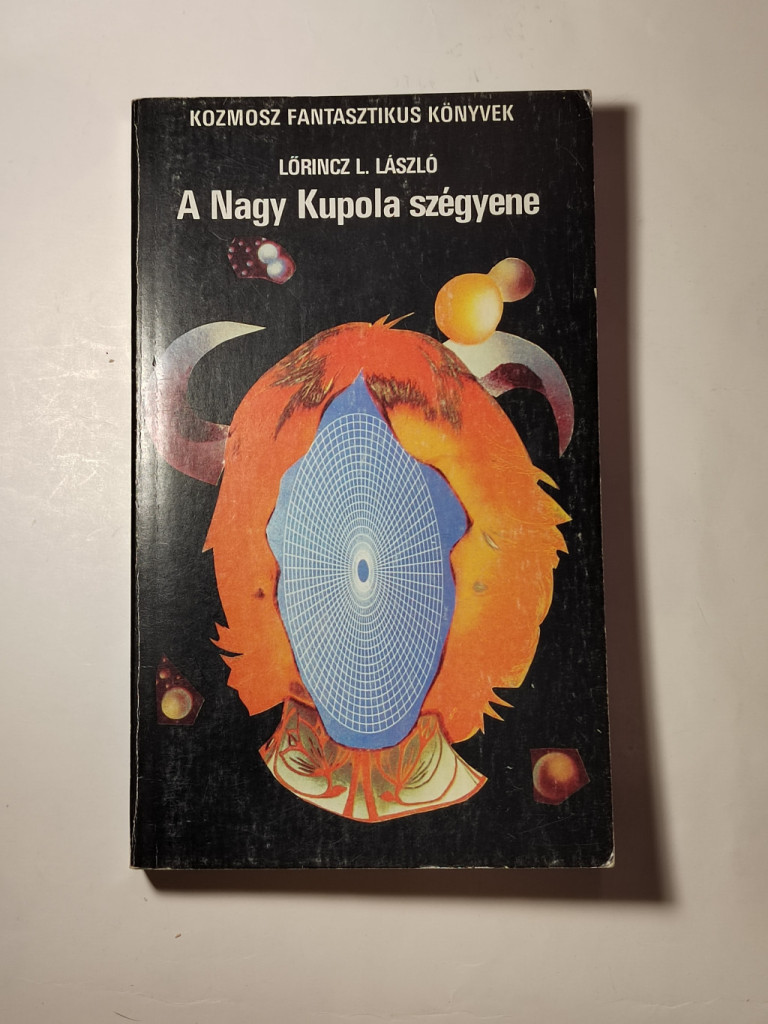 KOZMOSZ FANTASZTIKUS KÖNYVEK
LŐRINCZ L. LÁSZLÓ
A Nagy Kupola szégyene